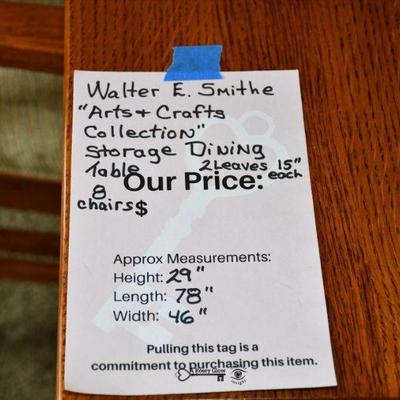 Walter E. Smithe
"Arts + Crafts
Collection"
Storage Dining
Table 2 Leaves 15" each
Our Price:
8
chairs $
Approx Measurements:
Height: 29"
Length: 78"
Width: 46"
Pulling this tag is a
commitment to purchasing this item.